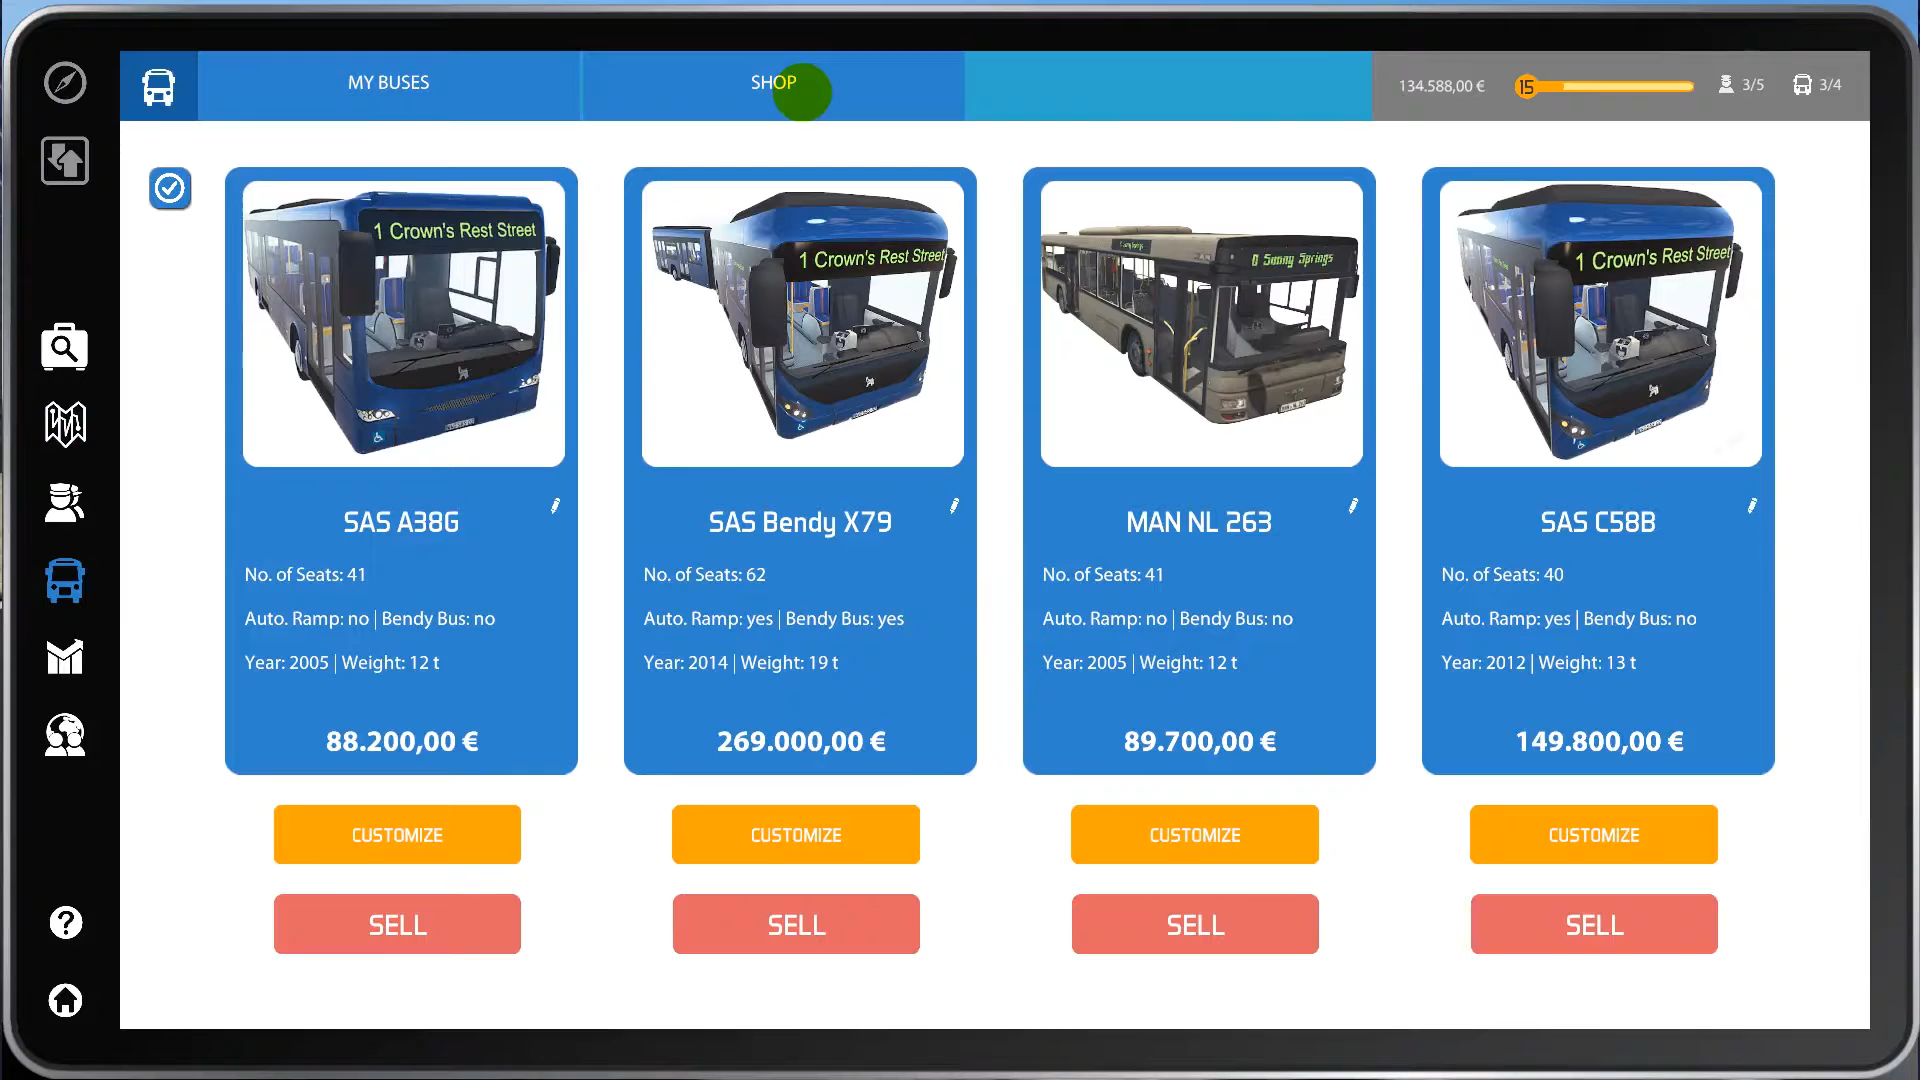 MY BUSES
SHOP
134.588,00 €
15
3/5
3/4
1 Crown's Rest Street
1 Crown's Rest Street
0 Sunny Springs
1 Crown's Rest Street
SAS A38G
No. of Seats: 41
Auto. Ramp: no | Bendy Bus: no
Year: 2005 | Weight: 12 t
88.200,00 €
CUSTOMIZE
SELL
SAS Bendy X79
No. of Seats: 62
Auto. Ramp: yes | Bendy Bus: yes
Year: 2014 | Weight: 19 t
269.000,00 €
CUSTOMIZE
SELL
MAN NL 263
No. of Seats: 41
Auto. Ramp: no | Bendy Bus: no
Year: 2005 | Weight: 12 t
89.700,00 €
CUSTOMIZE
SELL
SAS C58B
No. of Seats: 40
Auto. Ramp: yes | Bendy Bus: no
Year: 2012 | Weight: 13 t
149.800,00 €
CUSTOMIZE
SELL